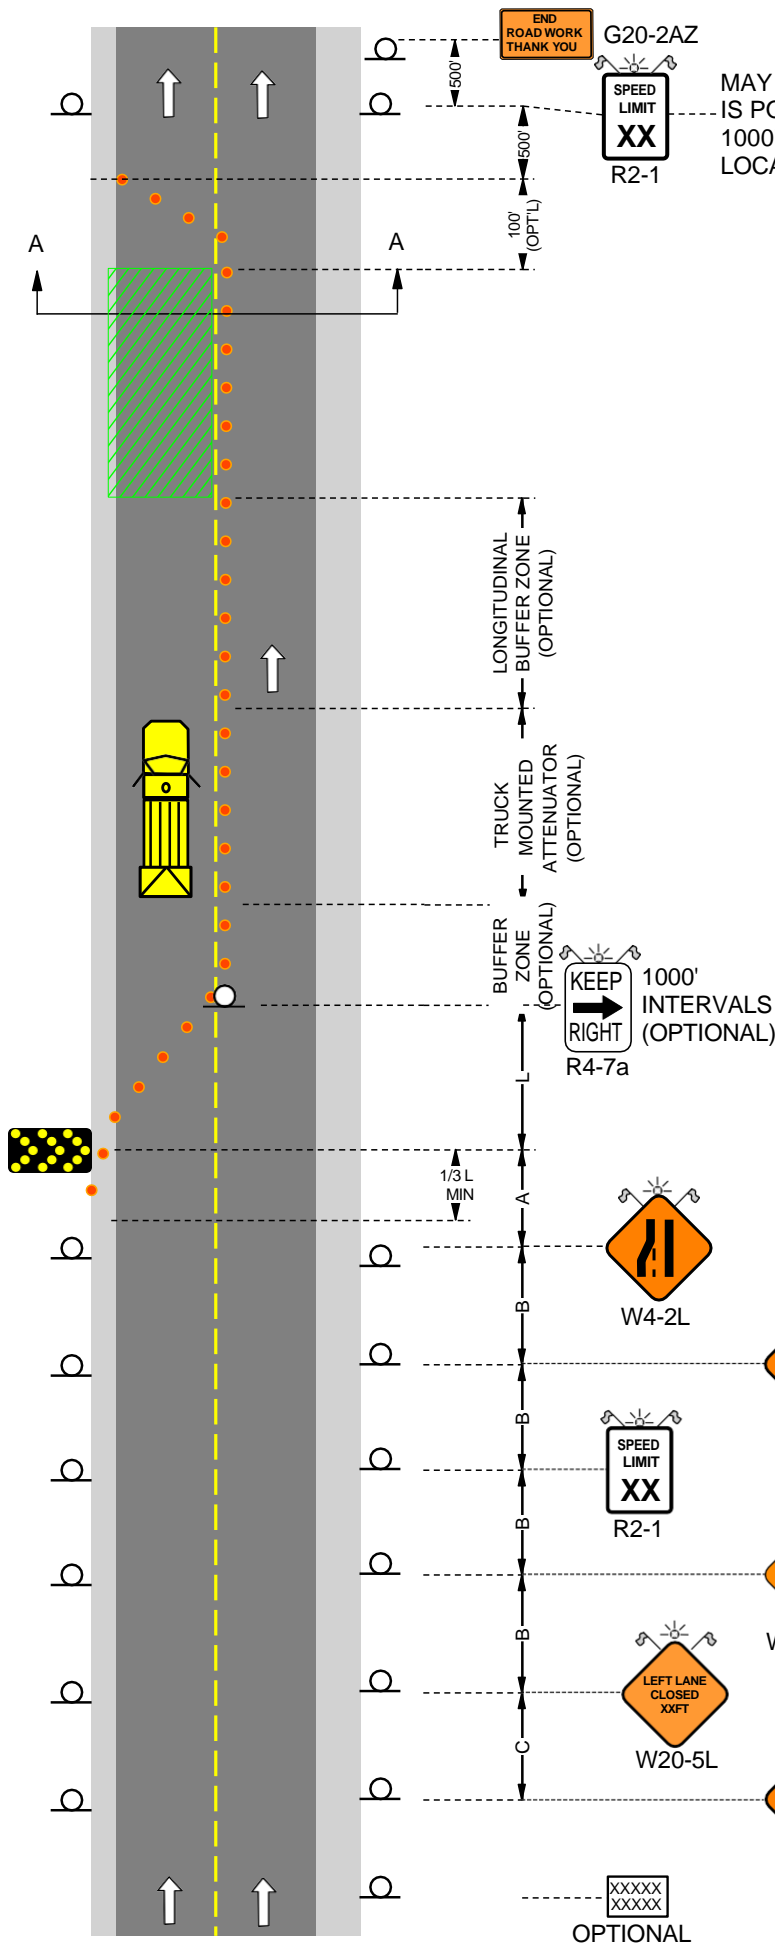 END
ROAD WORK
THANK YOU
G20-2AZ
500'
SPEED
LIMIT
XX
R2-1
MAY
IS PO
1000
LOCA
500'
100'
(OPT'L)
A
A
LONGITUDINAL
BUFFER ZONE
(OPTIONAL)
TRUCK
MOUNTED
ATTENUATOR
(OPTIONAL)
BUFFER
ZONE
(OPTIONAL)
KEEP
RIGHT
R4-7a
1000'
INTERVALS
(OPTIONAL)
L
1/3 L
MIN
A
W4-2L
B
B
SPEED
LIMIT
XX
R2-1
B
B
W
LEFT LANE
CLOSED
XXFT
W20-5L
C
XXXXX
XXXXX
OPTIONAL